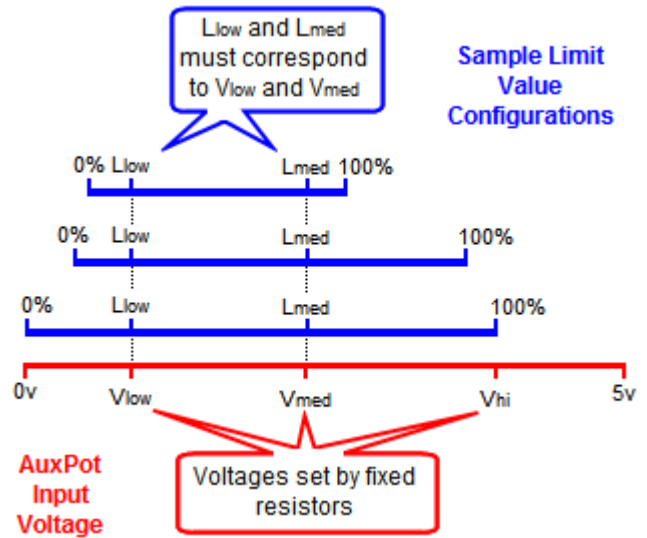 Llow and Lmed
must correspond
to Vlow and Vmed
Sample Limit
Value
Configurations
0% Llow Lmed 100%
0% Llow Lmed 100%
0% Llow Lmed 100%
0v Vlow Vmed Vhi 5v
AuxPot
Input
Voltage
Voltages set by fixed
resistors